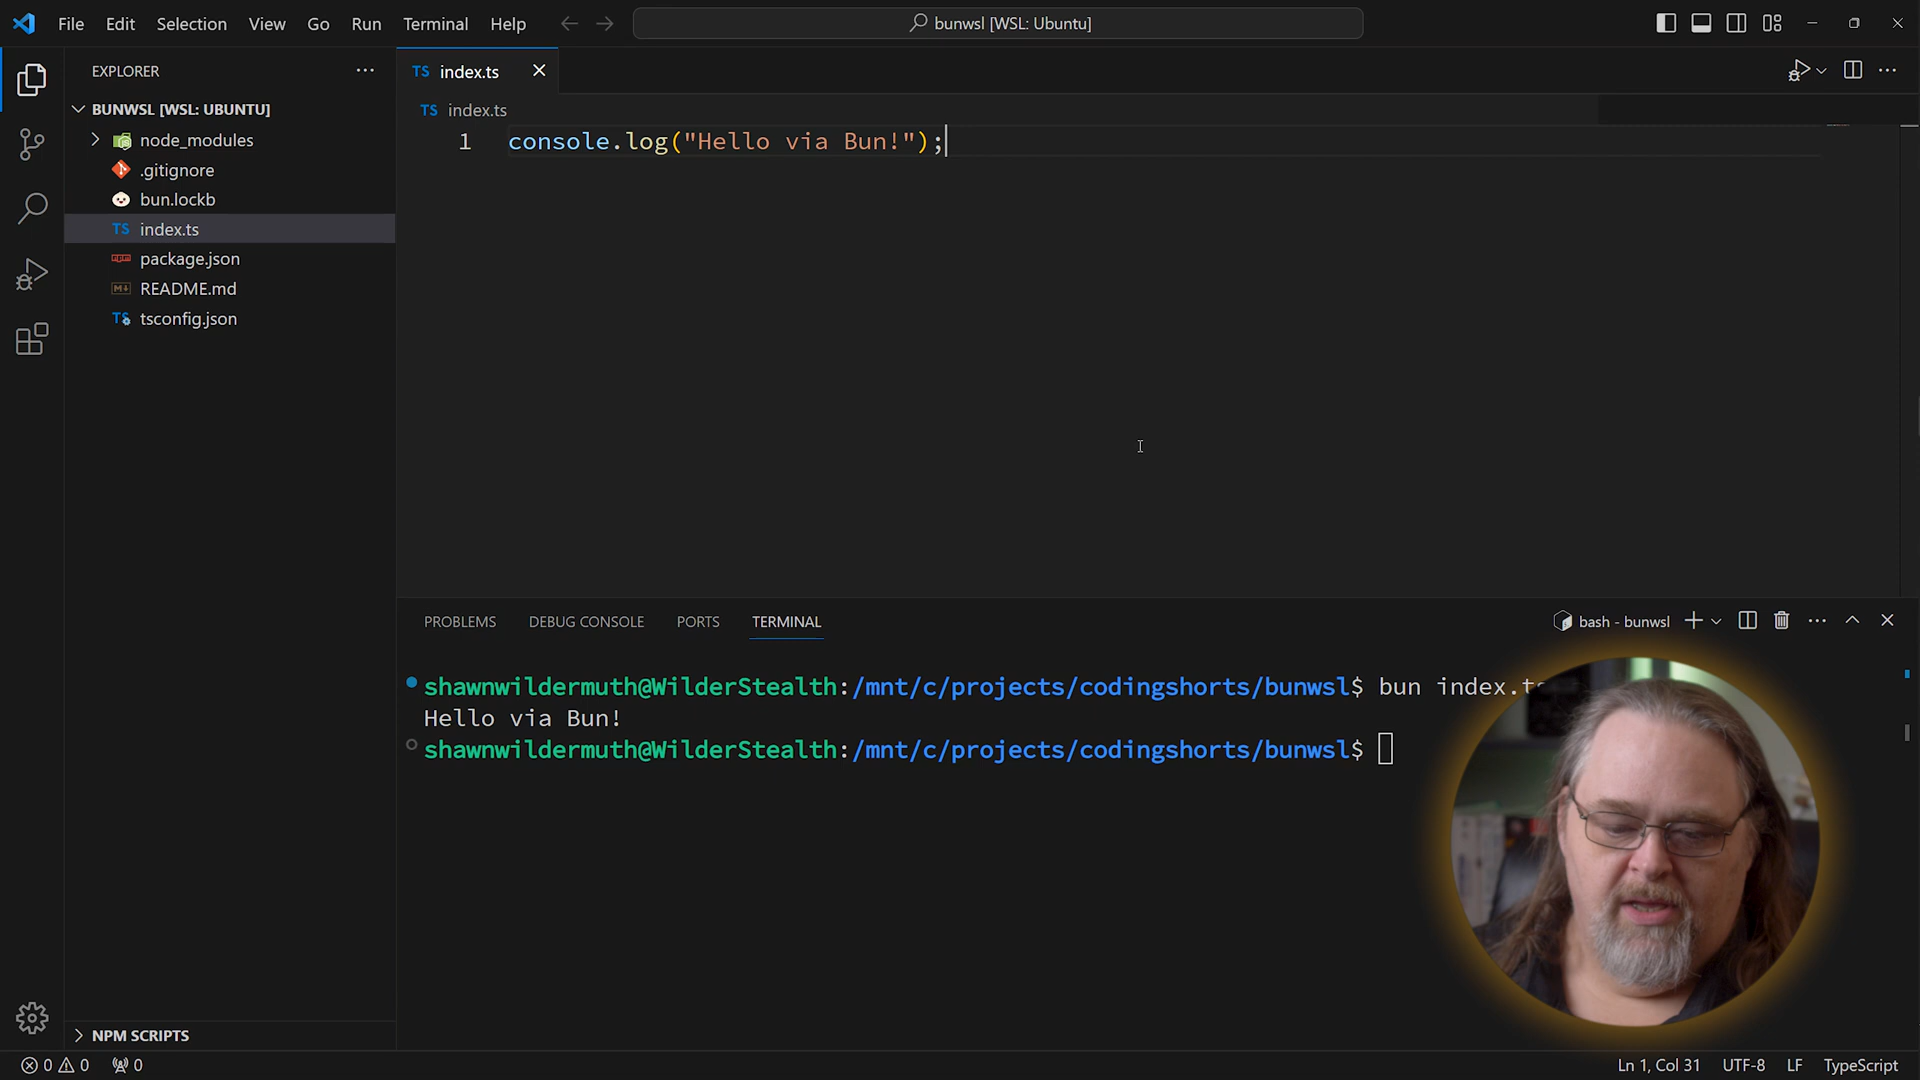 File Edit Selection View Go Run Terminal Help
bunwsl [WSL: Ubuntu]
EXPLORER
BUNWSL [WSL: UBUNTU]
node_modules
.gitignore
bun.lockb
TS index.ts
package.json
README.md
TS tsconfig.json
NPM SCRIPTS
TS index.ts
TS index.ts
1 console.log("Hello via Bun!");
PROBLEMS DEBUG CONSOLE PORTS TERMINAL
bash - bunwsl
shawnwildermuth@WilderStealth:/mnt/c/projects/codingshorts/bunwsl$ bun index.ts
Hello via Bun!
shawnwildermuth@WilderStealth:/mnt/c/projects/codingshorts/bunwsl$
0 0 0
Ln 1, Col 31 UTF-8 LF TypeScript